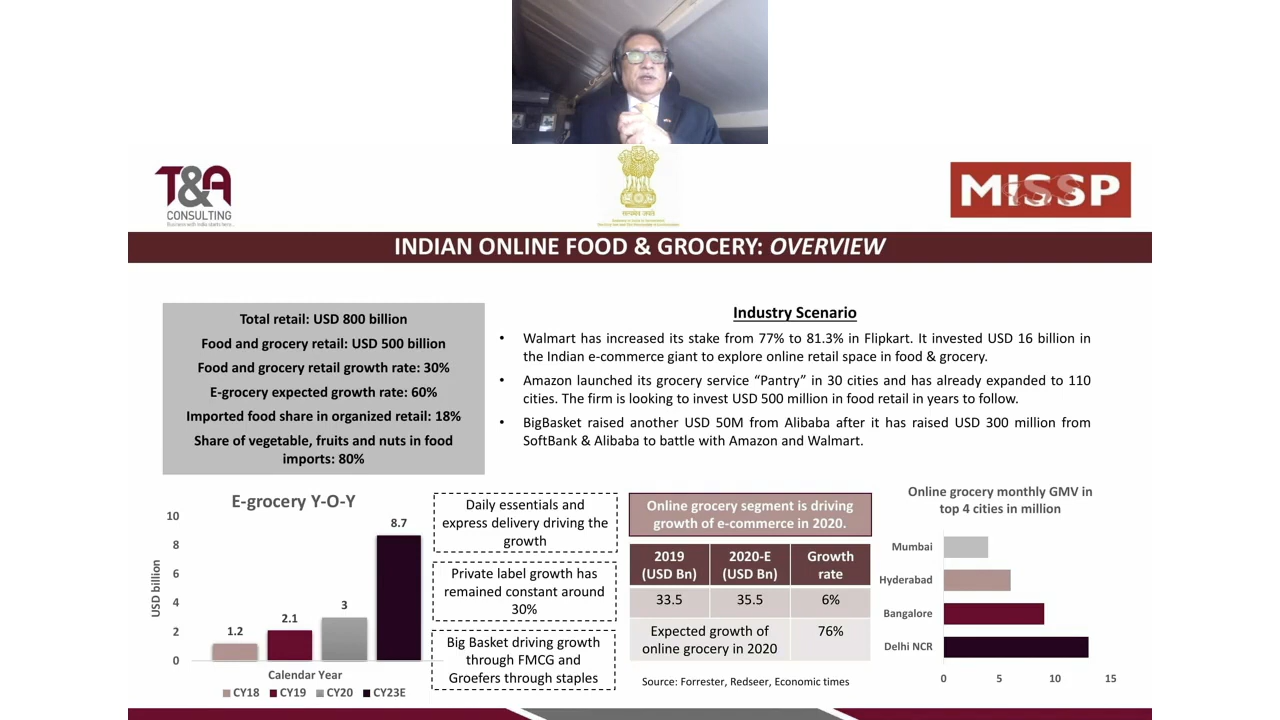 T&A
CONSULTING
Business with India starts here...
सत्यमेव जयते
MISSP
INDIAN ONLINE FOOD & GROCERY: OVERVIEW
Total retail: USD 800 billion
Food and grocery retail: USD 500 billion
Food and grocery retail growth rate: 30%
E-grocery expected growth rate: 60%
Imported food share in organized retail: 18%
Share of vegetable, fruits and nuts in food
imports: 80%
Industry Scenario
• Walmart has increased its stake from 77% to 81.3% in Flipkart. It invested USD 16 billion in
the Indian e-commerce giant to explore online retail space in food & grocery.
• Amazon launched its grocery service “Pantry” in 30 cities and has already expanded to 110
cities. The firm is looking to invest USD 500 million in food retail in years to follow.
• BigBasket raised another USD 50M from Alibaba after it has raised USD 300 million from
SoftBank & Alibaba to battle with Amazon and Walmart.
E-grocery Y-O-Y
USD billion
10
8
6
4
2
0
1.2
2.1
3
8.7
Calendar Year
CY18 CY19 CY20 CY23E
Daily essentials and
express delivery driving the
growth
Private label growth has
remained constant around
30%
Big Basket driving growth
through FMCG and
Groefers through staples
Online grocery segment is driving
growth of e-commerce in 2020.
2019 2020-E Growth
(USD Bn) (USD Bn) rate
33.5 35.5 6%
Expected growth of 76%
online grocery in 2020
Source: Forrester, Redseer, Economic times
Online grocery monthly GMV in
top 4 cities in million
Mumbai
Hyderabad
Bangalore
Delhi NCR
0 5 10 15